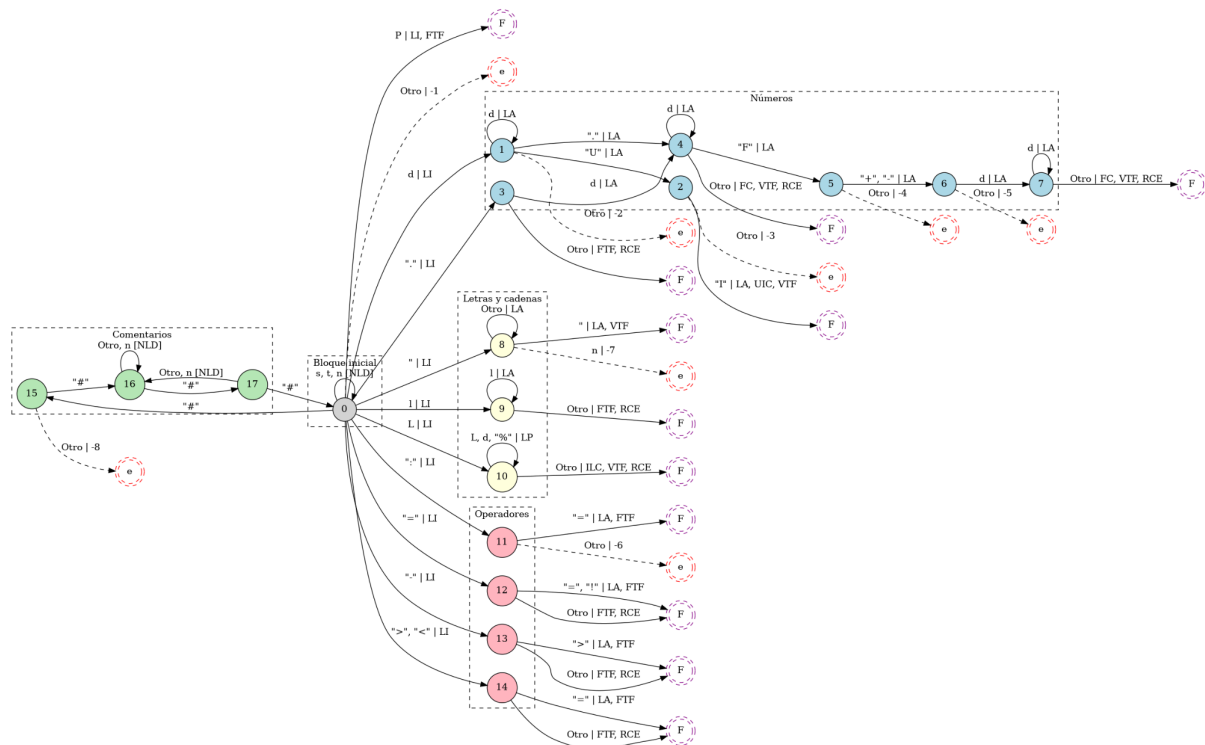 F
P | LI, FTF
e
Otro | -1
Números
d | LA
d | LA
"." | LA
1
4
"U" | LA
"F" | LA
d | LA
d | LI
d | LA
Otro | FC, VTF, RCE
5
"+", "-" | LA
6
d | LA
7
Otro | FC, VTF, RCE
F
3
2
Otro | -4
Otro | -5
Otro | -2
e
Otro | -3
F
e
e
"." | LI
Otro | FTF, RCE
F
e
"I" | LA, UIC, VTF
F
Letras y cadenas
Otro | LA
" | LA, VTF
F
8
n | -7
e
" | LI
Comentarios
Otro, n [NLD]
Bloque inicial
s, t, n [NLD]
Otro, n [NLD]
"#"
16
"#"
17
"#"
15
"#"
0
l | LA
l | LI
9
Otro | FTF, RCE
F
L | LI
L, d, "%" | LP
Otro | -8
e
10
Otro | ILC, VTF, RCE
F
"!" | LI
Operadores
"=" | LA, FTF
F
"=" | LI
11
Otro | -6
e
"-" | LI
12
"=", "!" | LA, FTF
Otro | FTF, RCE
F
">", "<" | LI
13
">" | LA, FTF
Otro | FTF, RCE
F
14
"=" | LA, FTF
Otro | FTF, RCE
F